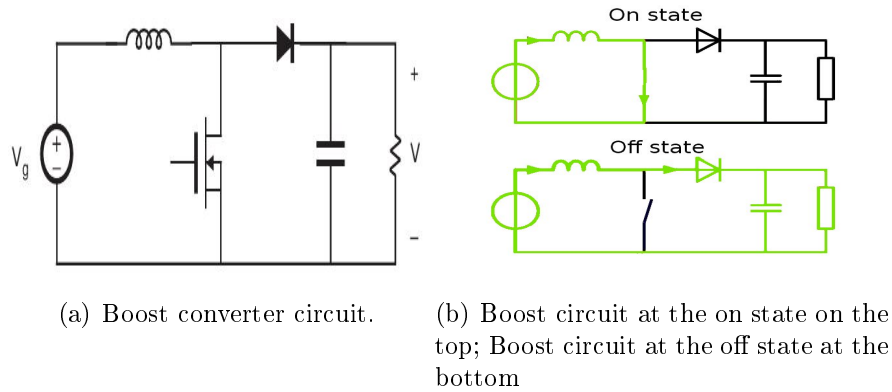 On state
+
V
−
+
−
Vg
Off state
(a) Boost converter circuit.
(b) Boost circuit at the on state on the
top; Boost circuit at the off state at the
bottom